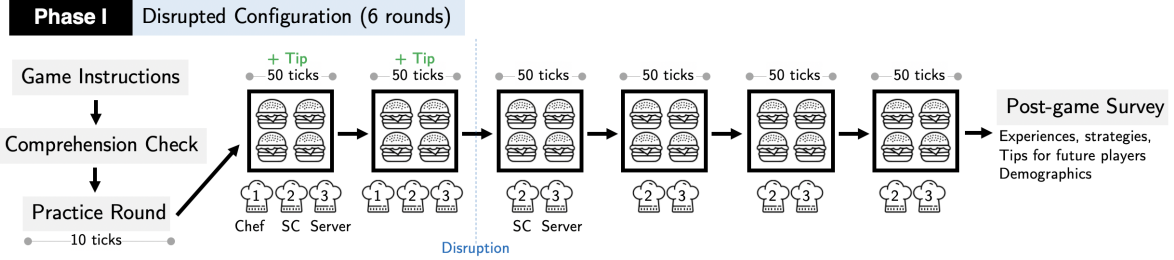 Phase I
Disrupted Configuration (6 rounds)
Game Instructions
Comprehension Check
Practice Round
10 ticks
+ Tip
+ Tip
50 ticks
50 ticks
50 ticks
50 ticks
50 ticks
50 ticks
1 2 3
1 2 3
2 3
2 3
2 3
2 3
Chef SC Server
SC Server
Disruption
Post-game Survey
Experiences, strategies,
Tips for future players
Demographics